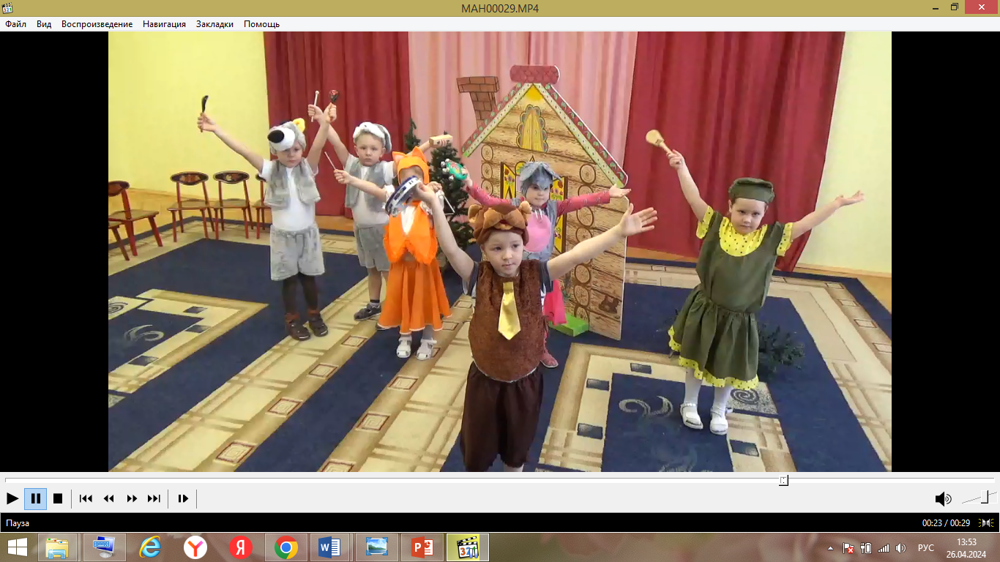 MAH00029.MP4
Файл Вид Воспроизведение Навигация Закладки Помощь
Пауза
00:23 / 00:29
РУС
13:53
26.04.2024